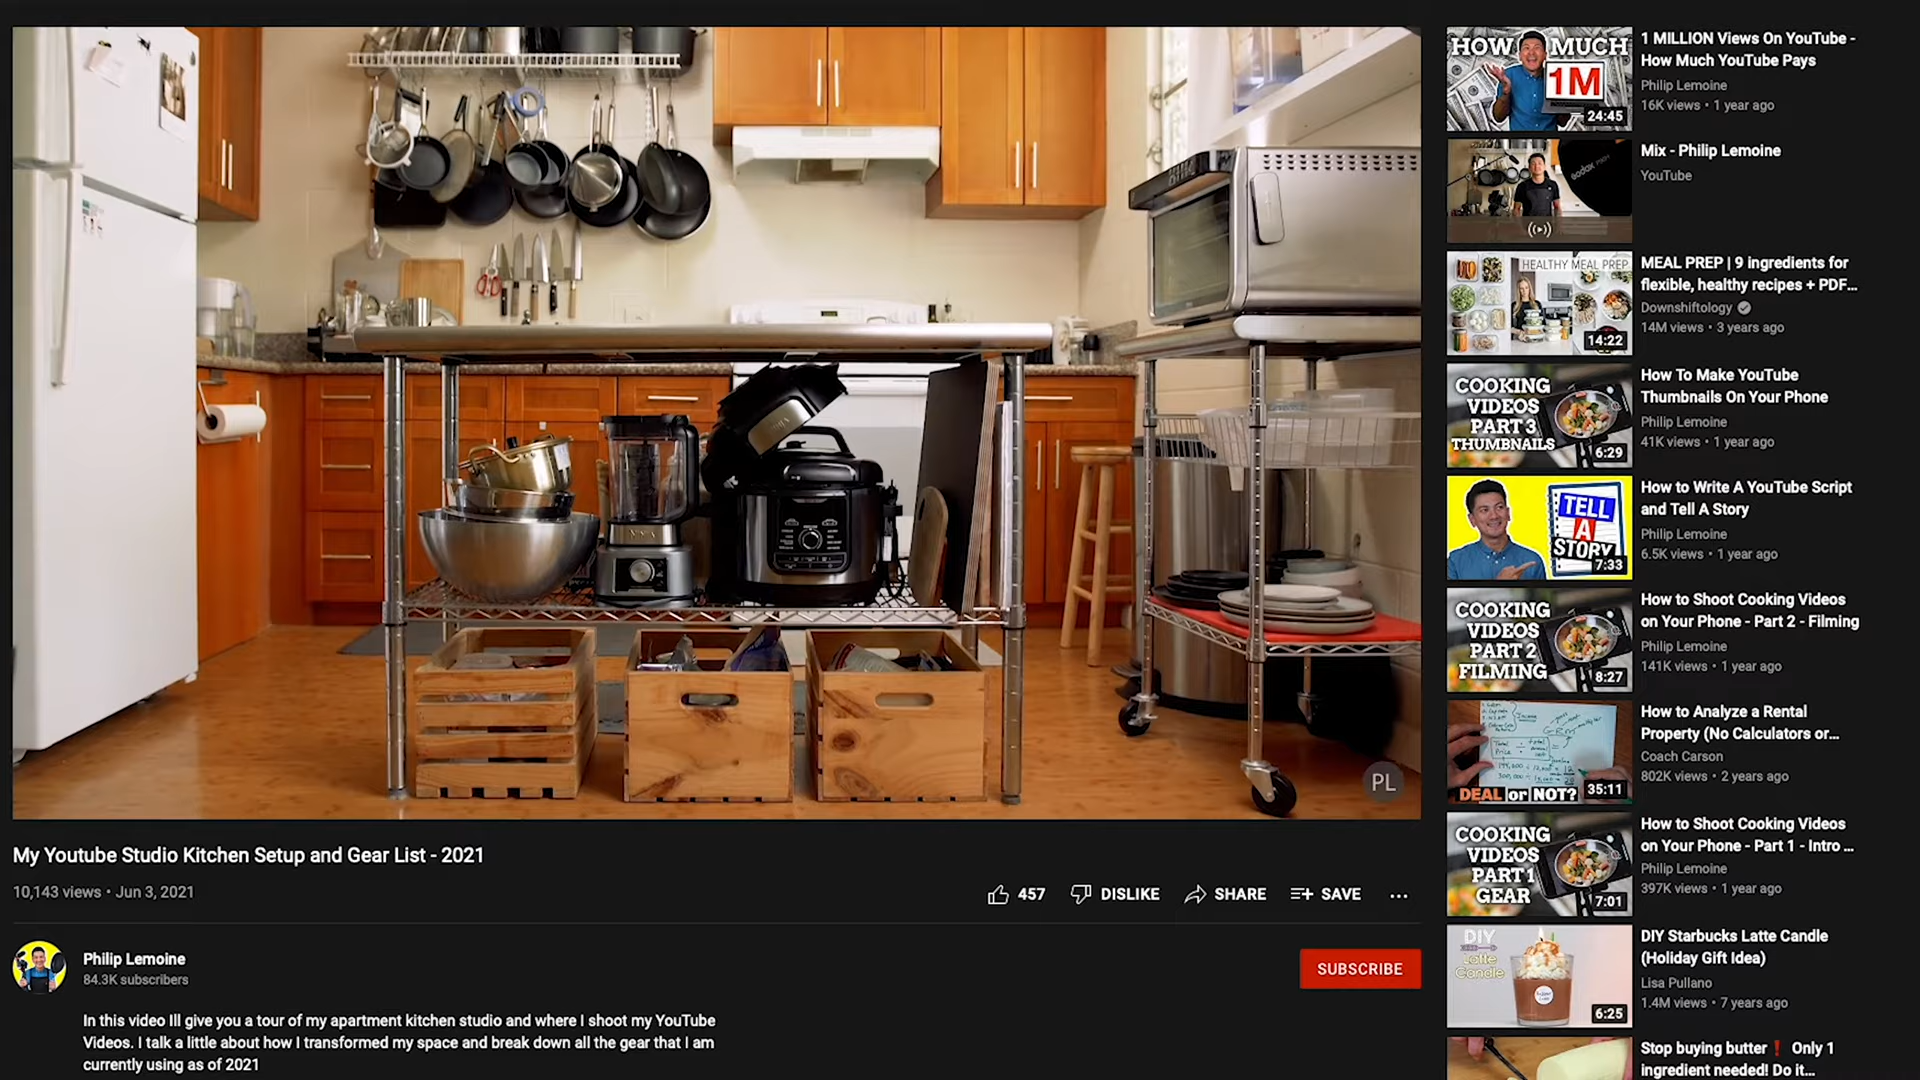 PL
My Youtube Studio Kitchen Setup and Gear List - 2021
10,143 views • Jun 3, 2021
457
DISLIKE
SHARE
SAVE
Philip Lemoine
84.3K subscribers
SUBSCRIBE
In this video Ill give you a tour of my apartment kitchen studio and where I shoot my YouTube
Videos. I talk a little about how I transformed my space and break down all the gear that I am
currently using as of 2021
HOW MUCH
1M
24:45
1 MILLION Views On YouTube -
How Much YouTube Pays
Philip Lemoine
16K views • 1 year ago
Godox
Mix - Philip Lemoine
YouTube
HEALTHY MEAL PREP
14:22
MEAL PREP | 9 ingredients for
flexible, healthy recipes + PDF...
Downshiftology
14M views • 3 years ago
COOKING
VIDEOS
PART 3
THUMBNAILS
6:29
How To Make YouTube
Thumbnails On Your Phone
Philip Lemoine
41K views • 1 year ago
TELL
A
STORY
7:33
How to Write A YouTube Script
and Tell A Story
Philip Lemoine
6.5K views • 1 year ago
COOKING
VIDEOS
PART 2
FILMING
8:27
How to Shoot Cooking Videos
on Your Phone - Part 2 - Filming
Philip Lemoine
141K views • 1 year ago
DEAL or NOT?
35:11
How to Analyze a Rental
Property (No Calculators or...
Coach Carson
802K views • 2 years ago
COOKING
VIDEOS
PART 1
GEAR
7:01
How to Shoot Cooking Videos
on Your Phone - Part 1 - Intro ...
Philip Lemoine
397K views • 1 year ago
DIY
Latte
Candle
6:25
DIY Starbucks Latte Candle
(Holiday Gift Idea)
Lisa Pullano
1.4M views • 7 years ago
Stop buying butter❗ Only 1
ingredient needed! Do it...